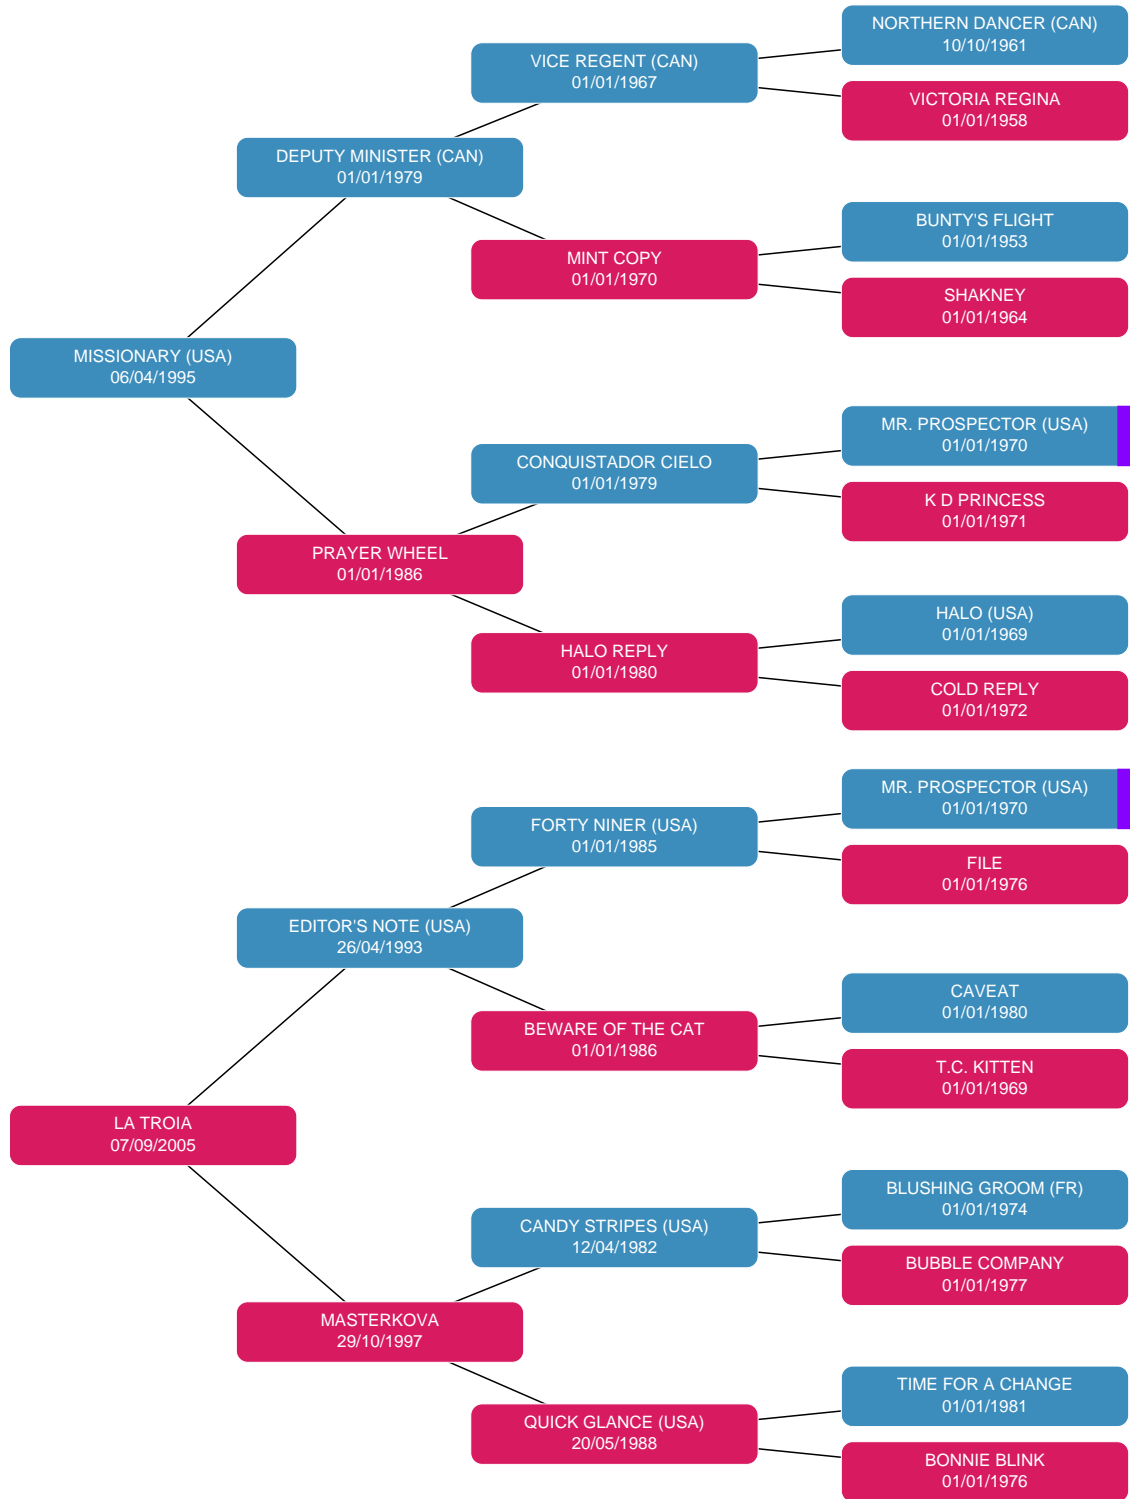 NORTHERN DANCER (CAN)
10/10/1961
VICE REGENT (CAN)
01/01/1967
VICTORIA REGINA
01/01/1958
DEPUTY MINISTER (CAN)
01/01/1979
BUNTY'S FLIGHT
01/01/1953
MINT COPY
01/01/1970
SHAKNEY
01/01/1964
MISSIONARY (USA)
06/04/1995
MR. PROSPECTOR (USA)
01/01/1970
CONQUISTADOR CIELO
01/01/1979
K D PRINCESS
01/01/1971
PRAYER WHEEL
01/01/1986
HALO (USA)
01/01/1969
HALO REPLY
01/01/1980
COLD REPLY
01/01/1972
MR. PROSPECTOR (USA)
01/01/1970
FORTY NINER (USA)
01/01/1985
FILE
01/01/1976
EDITOR'S NOTE (USA)
26/04/1993
CAVEAT
01/01/1980
BEWARE OF THE CAT
01/01/1986
T.C. KITTEN
01/01/1969
LA TROIA
07/09/2005
BLUSHING GROOM (FR)
01/01/1974
CANDY STRIPES (USA)
12/04/1982
BUBBLE COMPANY
01/01/1977
MASTERKOVA
29/10/1997
TIME FOR A CHANGE
01/01/1981
QUICK GLANCE (USA)
20/05/1988
BONNIE BLINK
01/01/1976